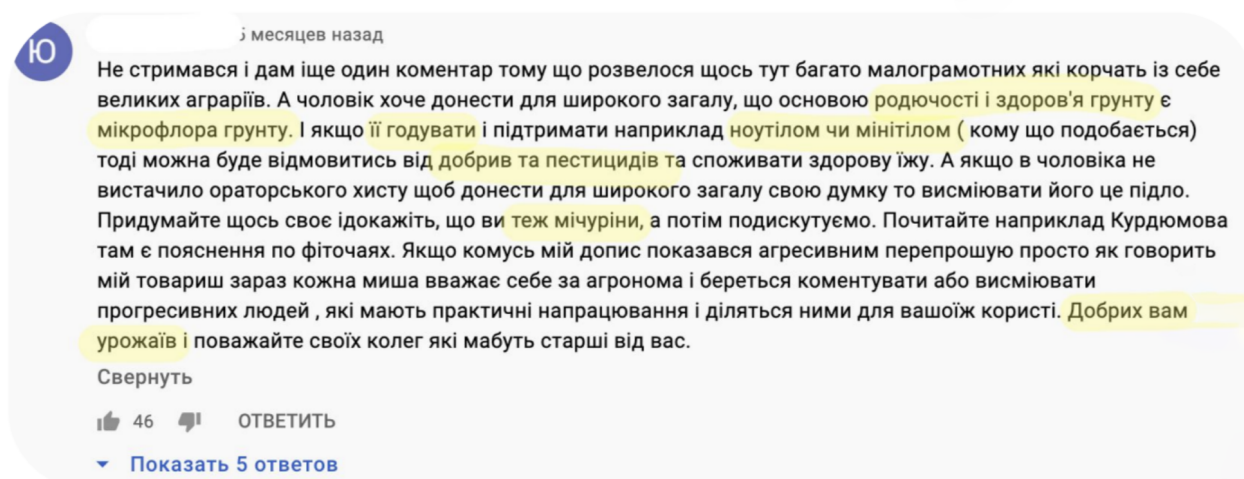 Ю
5 месяцев назад
Не стримався і дам іще один коментар тому що розвелося щось тут багато малограмотних які корчать із себе
великих аграріїв. А чоловік хоче донести для широкого загалу, що основою родючості і здоров'я грунту є
мікрофлора грунту. І якщо її годувати і підтримати наприклад ноутілом чи мінітілом ( кому що подобається)
тоді можна буде відмовитись від добрив та пестицидів та споживати здорову їжу. А якщо в чоловіка не
вистачило ораторського хисту щоб донести для широкого загалу свою думку то висміювати його це підло.
Придумайте щось своє ідокажіть, що ви теж мічуріни, а потім подискутуємо. Почитайте наприклад Курдюмова
там є пояснення по фіточаях. Якщо комусь мій допис показався агресивним перепрошую просто як говорить
мій товариш зараз кожна миша вважає себе за агронома і береться коментувати або висміювати
прогресивних людей , які мають практичні напрацювання і діляться ними для вашоїж користі. Добрих вам
урожаїв і поважайте своїх колег які мабуть старші від вас.
Свернуть
46 ОТВЕТИТЬ
Показать 5 ответов